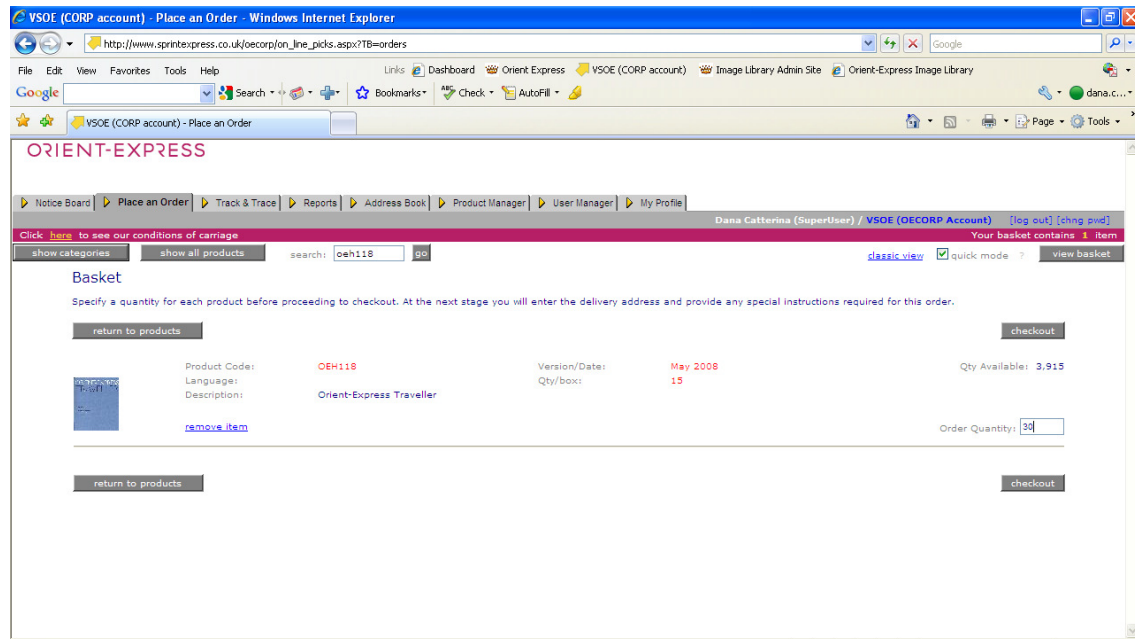 VSOE (CORP account) - Place an Order - Windows Internet Explorer
http://www.sprintexpress.co.uk/oecorp/on_line_picks.aspx?TB=orders
Google
File Edit View Favorites Tools Help Links Dashboard Orient Express VSOE (CORP account) Image Library Admin Site Orient-Express Image Library
Google Search Bookmarks Check AutoFill dana.c...
VSOE (CORP account) - Place an Order Page Tools
ORIENT-EXPRESS
Notice Board Place an Order Track & Trace Reports Address Book Product Manager User Manager My Profile
Dana Catterina (SuperUser) / VSOE (OECORP Account) [log out] [chng pwd]
Click here to see our conditions of carriage Your basket contains 1 item
show categories show all products search: oeh118 go classic view quick mode ? view basket
Basket
Specify a quantity for each product before proceeding to checkout. At the next stage you will enter the delivery address and provide any special instructions required for this order.
return to products checkout
Product Code: OEH118 Version/Date: May 2008 Qty Available: 3,915
Language: Qty/box: 15
Description: Orient-Express Traveller
remove item Order Quantity: 30
return to products checkout